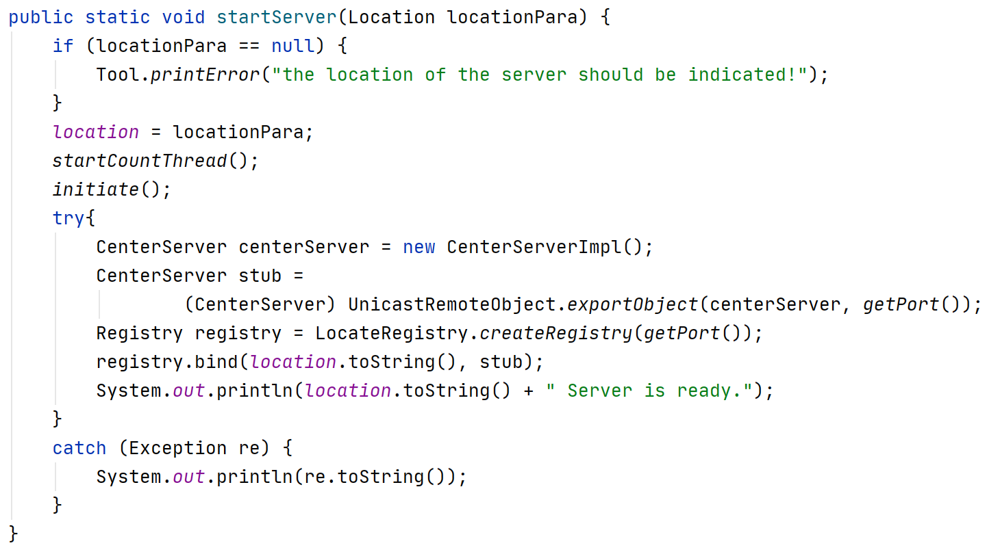 public static void startServer(Location locationPara) {
    if (locationPara == null) {
        Tool.printError("the location of the server should be indicated!");
    }
    location = locationPara;
    startCountThread();
    initiate();
    try{
        CenterServer centerServer = new CenterServerImpl();
        CenterServer stub =
                (CenterServer) UnicastRemoteObject.exportObject(centerServer, getPort());
        Registry registry = LocateRegistry.createRegistry(getPort());
        registry.bind(location.toString(), stub);
        System.out.println(location.toString() + " Server is ready.");
    }
    catch (Exception re) {
        System.out.println(re.toString());
    }
}